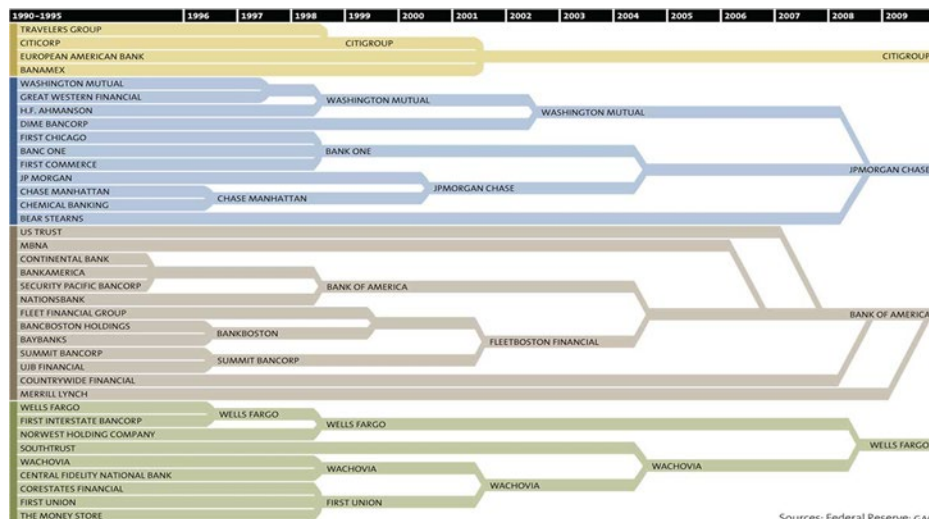 1990–1995 1996 1997 1998 1999 2000 2001 2002 2003 2004 2005 2006 2007 2008 2009
TRAVELERS GROUP
CITICORP CITIGROUP
EUROPEAN AMERICAN BANK CITIGROUP
BANAMEX
WASHINGTON MUTUAL
GREAT WESTERN FINANCIAL WASHINGTON MUTUAL
H.F. AHMANSON WASHINGTON MUTUAL
DIME BANCORP
FIRST CHICAGO
BANC ONE BANK ONE
FIRST COMMERCE JPMORGAN CHASE
JP MORGAN
CHASE MANHATTAN CHASE MANHATTAN JPMORGAN CHASE
CHEMICAL BANKING
BEAR STEARNS
US TRUST
MBNA
CONTINENTAL BANK
BANKAMERICA
SECURITY PACIFIC BANCORP BANK OF AMERICA
NATIONSBANK
FLEET FINANCIAL GROUP BANK OF AMERICA
BANCBOSTON HOLDINGS BANKBOSTON
BAYBANKS FLEETBOSTON FINANCIAL
SUMMIT BANCORP SUMMIT BANCORP
UJB FINANCIAL
COUNTRYWIDE FINANCIAL
MERRILL LYNCH
WELLS FARGO WELLS FARGO
FIRST INTERSTATE BANCORP WELLS FARGO
NORWEST HOLDING COMPANY
SOUTHTRUST WELLS FARGO
WACHOVIA WACHOVIA WACHOVIA
CENTRAL FIDELITY NATIONAL BANK
CORESTATES FINANCIAL WACHOVIA
FIRST UNION FIRST UNION
THE MONEY STORE
Sources: Federal Reserve;